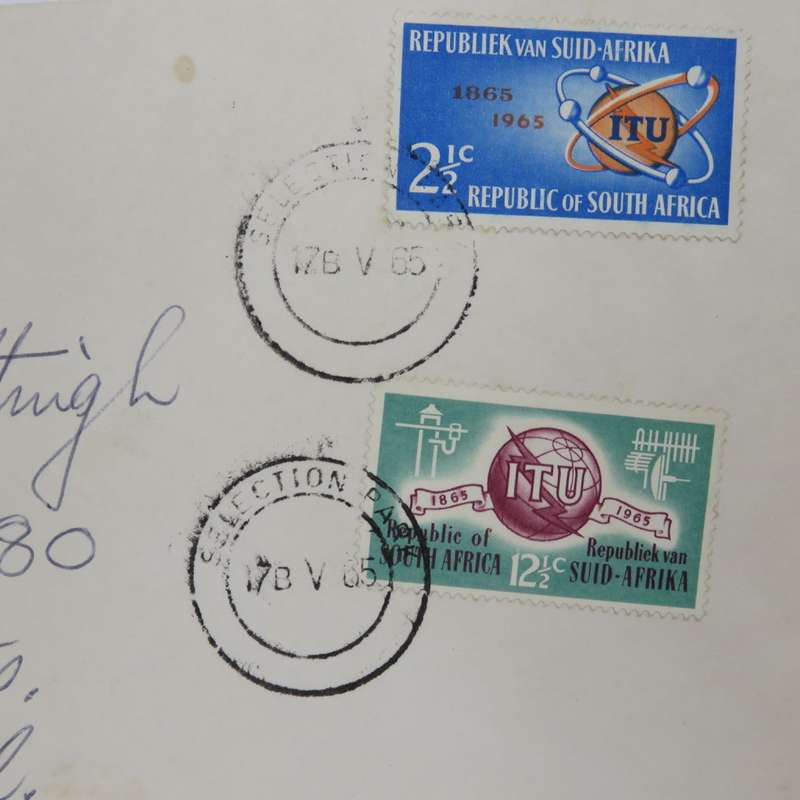 REPUBLIEK VAN SUID-AFRIKA
1865
1965
ITU
2½c
REPUBLIC OF SOUTH AFRICA
17B V 65
ITU
1865
1965
Republic of
SOUTH AFRICA
12½c
Republiek van
SUID-AFRIKA
SELECTION PARK
17B V 65
80